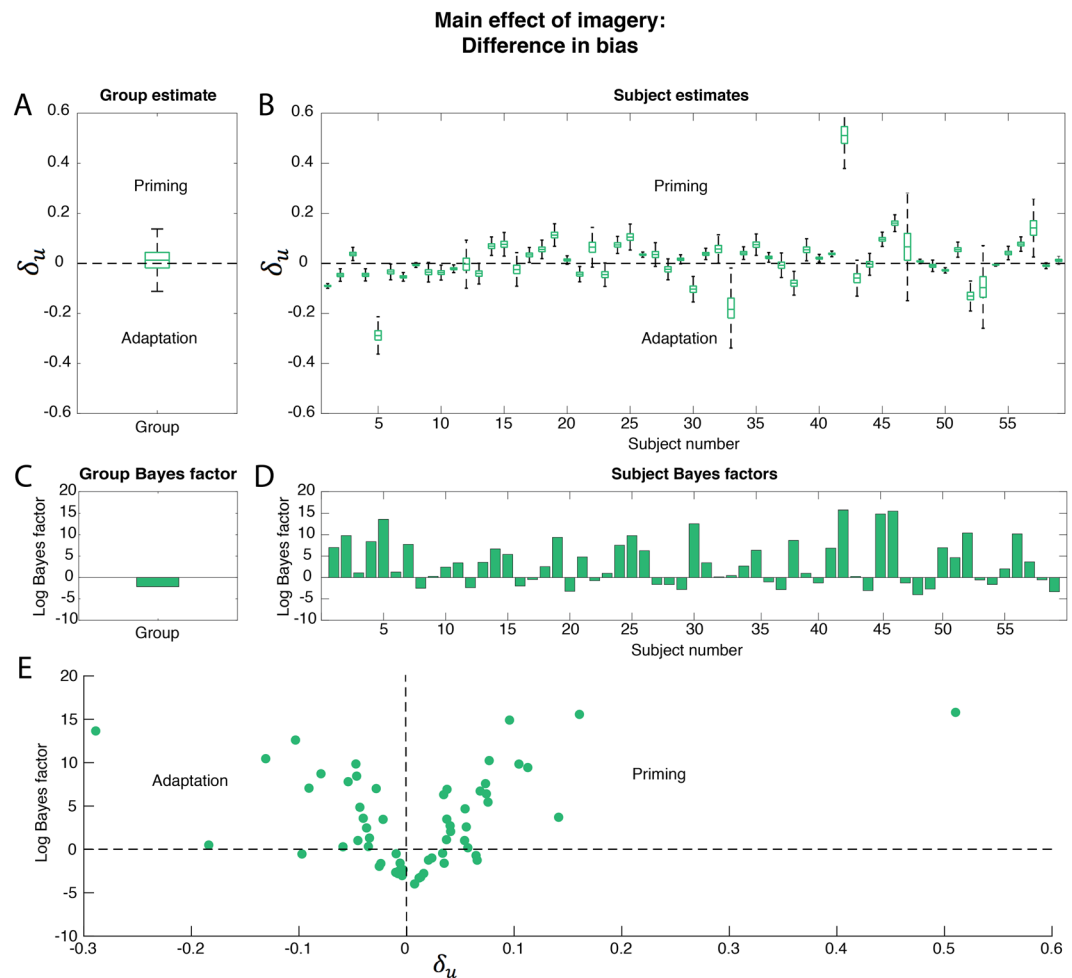 Main effect of imagery:
Difference in bias
A
Group estimate
0.6
0.4
0.2
0
-0.2
-0.4
-0.6
δu
Priming
Adaptation
Group
B
Subject estimates
0.6
0.4
0.2
0
-0.2
-0.4
-0.6
δu
Priming
Adaptation
5 10 15 20 25 30 35 40 45 50 55
Subject number
C
Group Bayes factor
20
15
10
5
0
-5
-10
Log Bayes factor
Group
D
Subject Bayes factors
20
15
10
5
0
-5
-10
Log Bayes factor
5 10 15 20 25 30 35 40 45 50 55
Subject number
E
20
15
10
5
0
-5
-10
Log Bayes factor
Adaptation
Priming
-0.3 -0.2 -0.1 0 0.1 0.2 0.3 0.4 0.5 0.6
δu